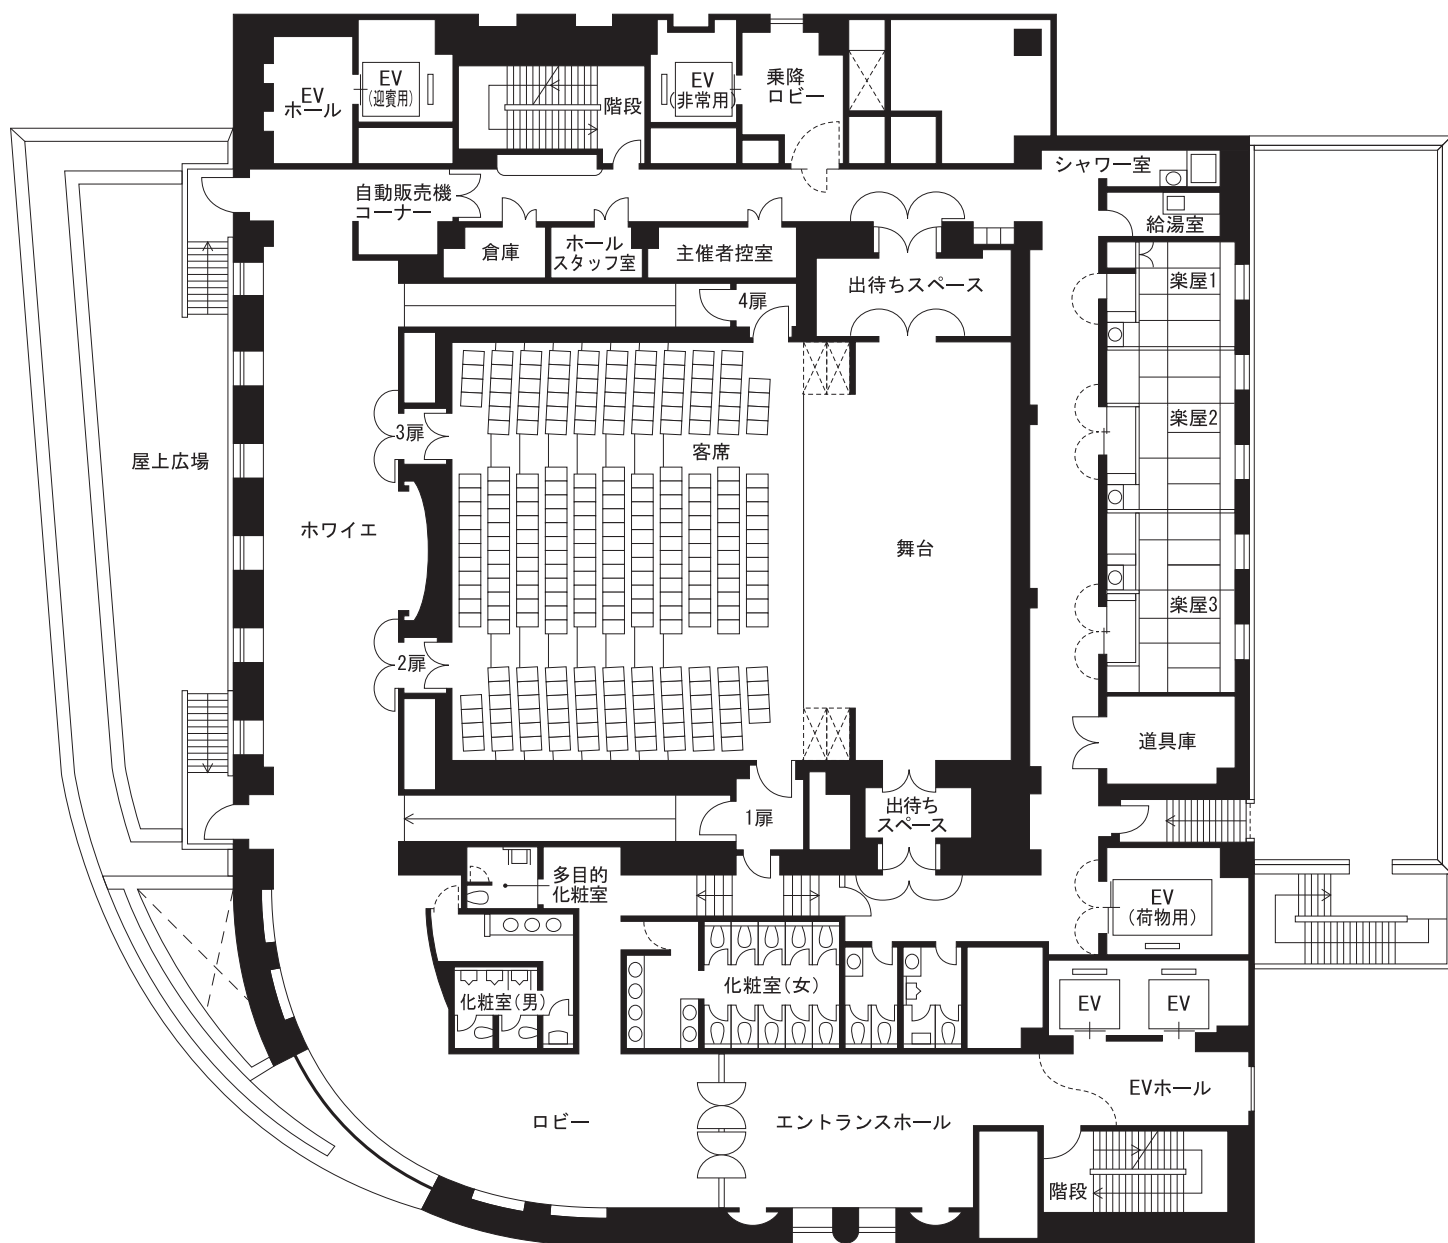 EV
ホール
EV
(迎賓用)
階段
EV
(非常用)
乗降
ロビー
シャワー室
給湯室
自動販売機
コーナー
倉庫
ホール
スタッフ室
主催者控室
出待ちスペース
4扉
楽屋1
楽屋2
楽屋3
3扉
客席
屋上広場
ホワイエ
舞台
2扉
道具庫
1扉
出待ち
スペース
多目的
化粧室
EV
(荷物用)
化粧室(男)
化粧室(女)
EV
EV
EVホール
ロビー
エントランスホール
階段